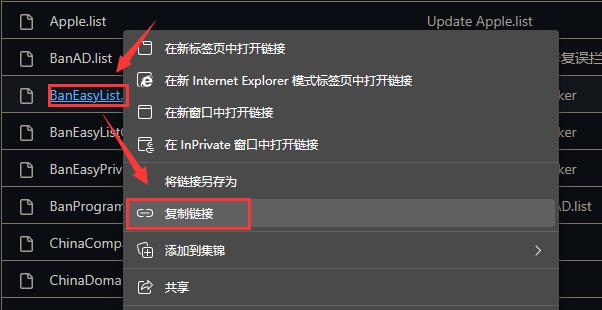 Apple.list
Update Apple.list
BanAD.list
在新标签页中打开链接
复误拦
在新 Internet Explorer 模式标签页中打开链接
BanEasyList.
ker
在新窗口中打开链接
BanEasyList
在 InPrivate 窗口中打开链接
BanEasyPriv
将链接另存为
ker
BanProgram
复制链接
AD.list
ChinaCompa
添加到集锦
ChinaDoma
共享